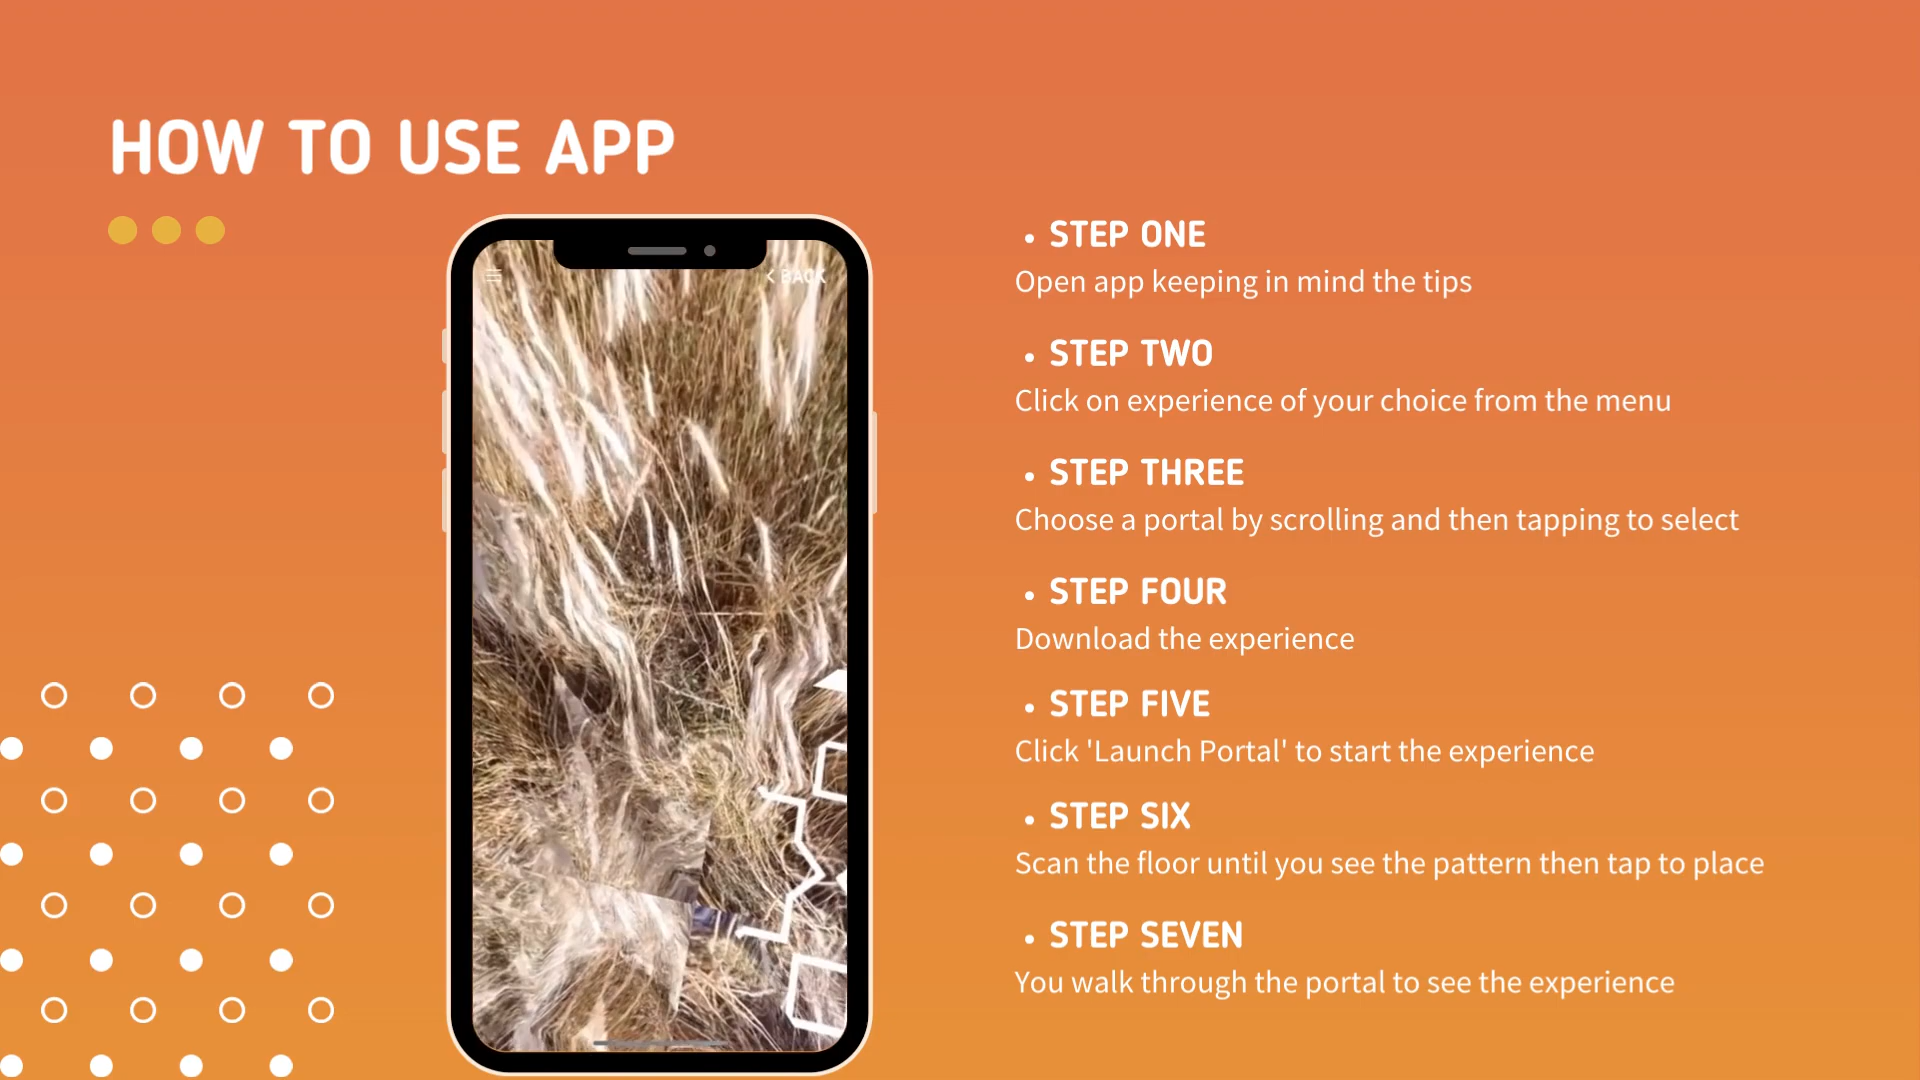 HOW TO USE APP
< BACK
• STEP ONE
Open app keeping in mind the tips
• STEP TWO
Click on experience of your choice from the menu
• STEP THREE
Choose a portal by scrolling and then tapping to select
• STEP FOUR
Download the experience
• STEP FIVE
Click 'Launch Portal' to start the experience
• STEP SIX
Scan the floor until you see the pattern then tap to place
• STEP SEVEN
You walk through the portal to see the experience